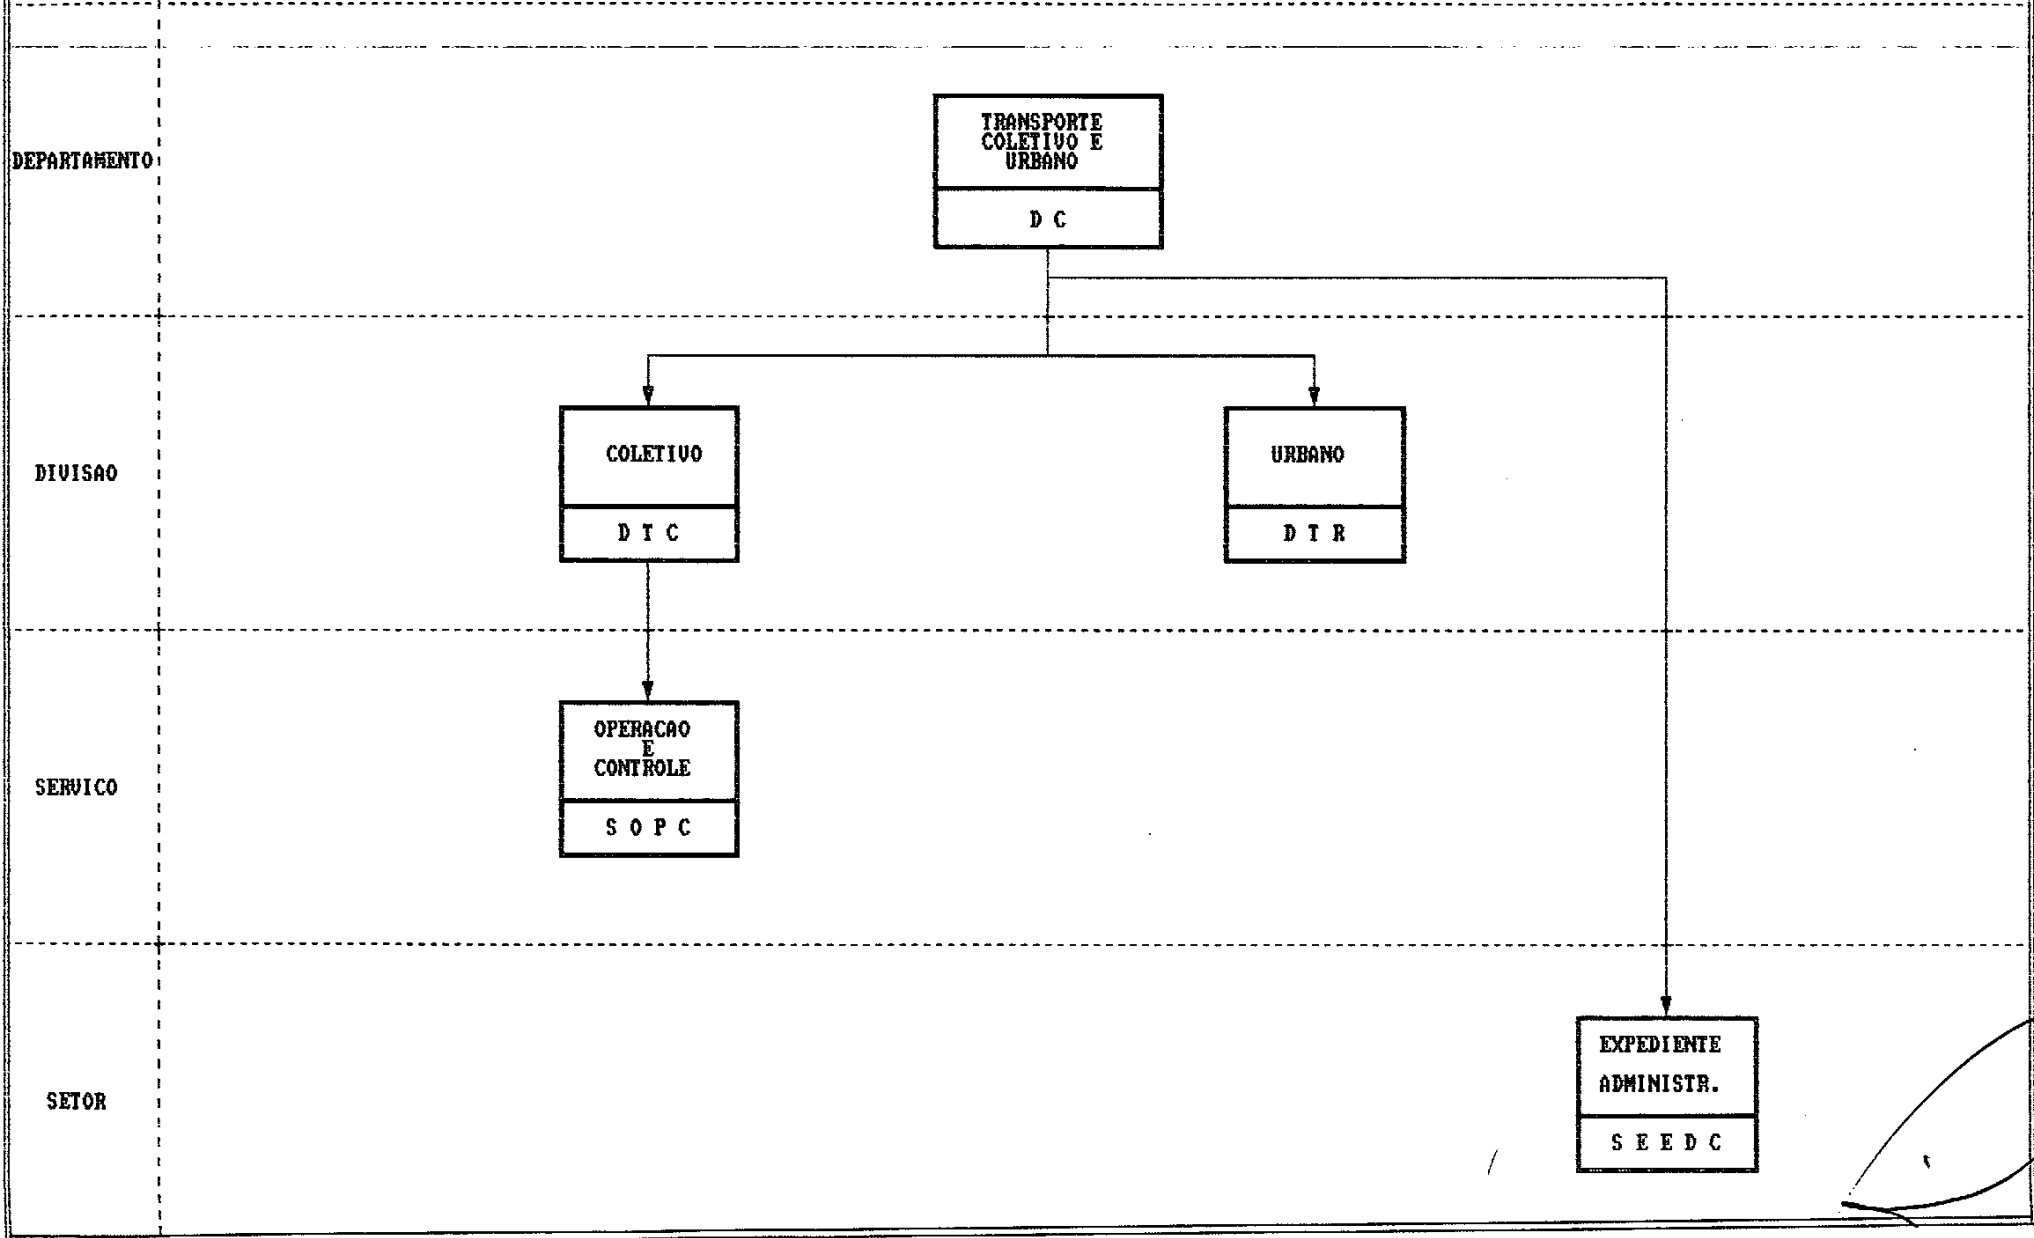 TRANSPORTE
COLETIVO E
URBANO
DEPARTAMENTO
D C
COLETIVO
URBANO
DIVISAO
D T C
D T R
OPERACAO
E
CONTROLE
SERVICO
S O P C
EXPEDIENTE
ADMINISTR.
SETOR
S E E D C